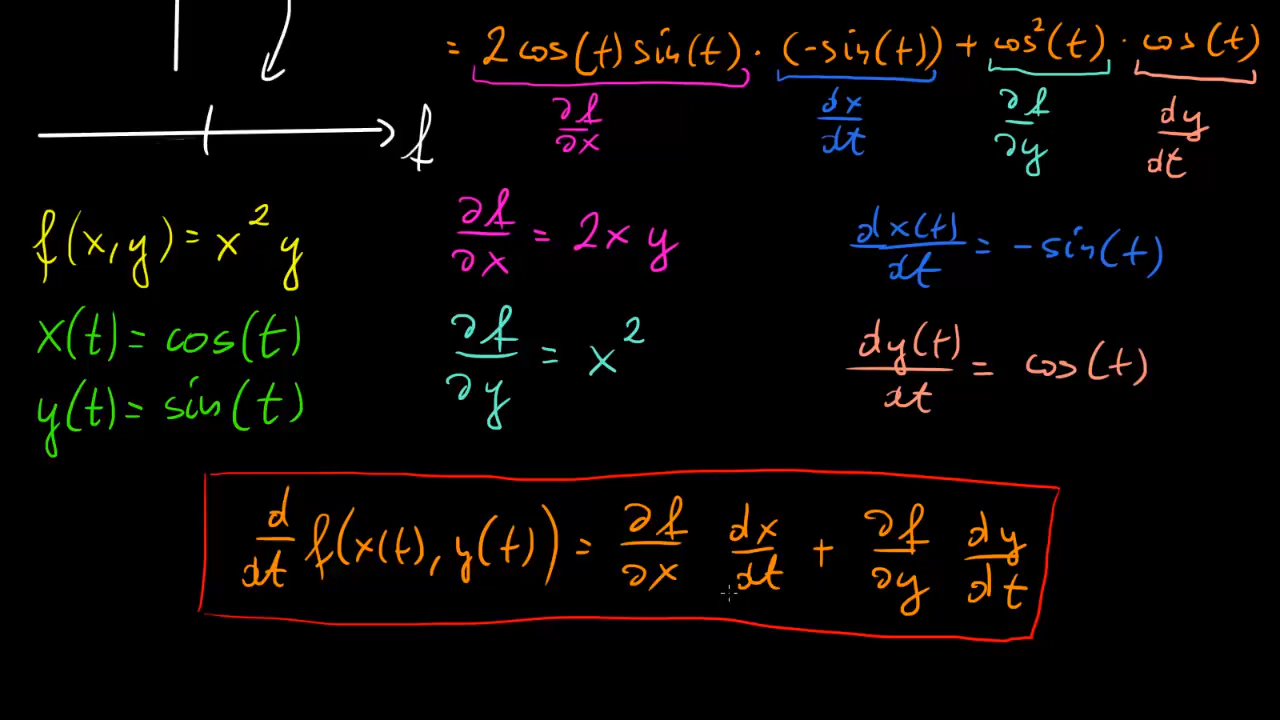 = 2cos(t)sin(t) · (-sin(t)) + cos²(t) · cos(t)
∂f/∂x dx/dt ∂f/∂y dy/dt
f
f(x,y) = x²y ∂f/∂x = 2xy dx(t)/dt = -sin(t)
x(t) = cos(t) ∂f/∂y = x² dy(t)/dt = cos(t)
y(t) = sin(t)
d/dt f(x(t), y(t)) = ∂f/∂x dx/dt + ∂f/∂y dy/dt